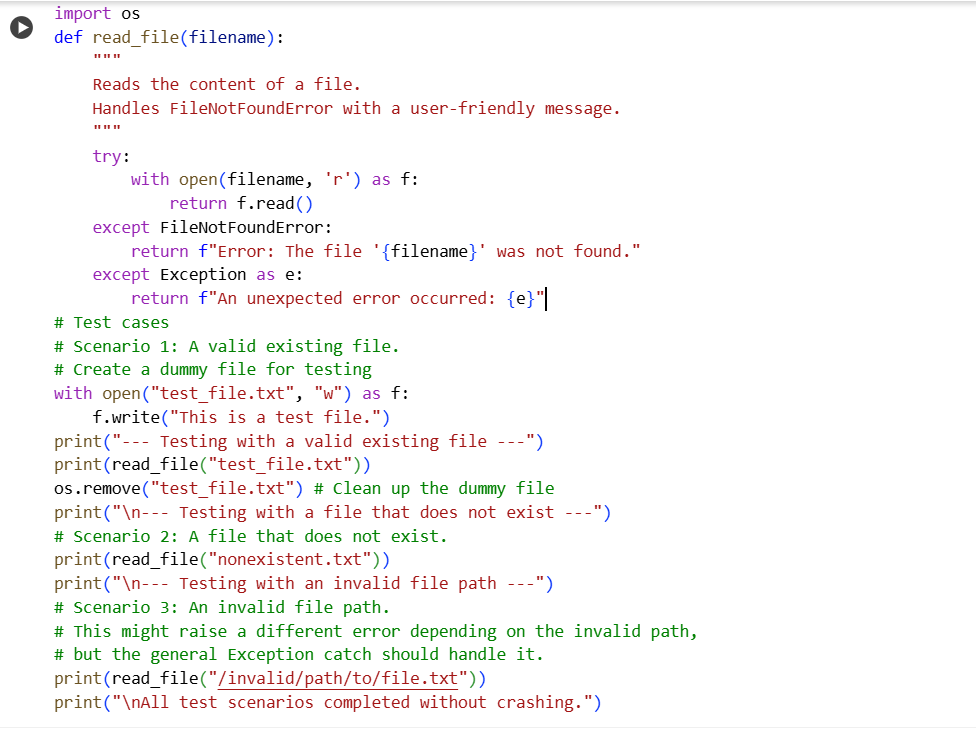 import os
def read_file(filename):
    """
    Reads the content of a file.
    Handles FileNotFoundError with a user-friendly message.
    """
    try:
        with open(filename, 'r') as f:
            return f.read()
    except FileNotFoundError:
        return f"Error: The file '{filename}' was not found."
    except Exception as e:
        return f"An unexpected error occurred: {e}"
# Test cases
# Scenario 1: A valid existing file.
# Create a dummy file for testing
with open("test_file.txt", "w") as f:
    f.write("This is a test file.")
print("--- Testing with a valid existing file ---")
print(read_file("test_file.txt"))
os.remove("test_file.txt") # Clean up the dummy file
print("\n--- Testing with a file that does not exist ---")
# Scenario 2: A file that does not exist.
print(read_file("nonexistent.txt"))
print("\n--- Testing with an invalid file path ---")
# Scenario 3: An invalid file path.
# This might raise a different error depending on the invalid path,
# but the general Exception catch should handle it.
print(read_file("/invalid/path/to/file.txt"))
print("\nAll test scenarios completed without crashing.")